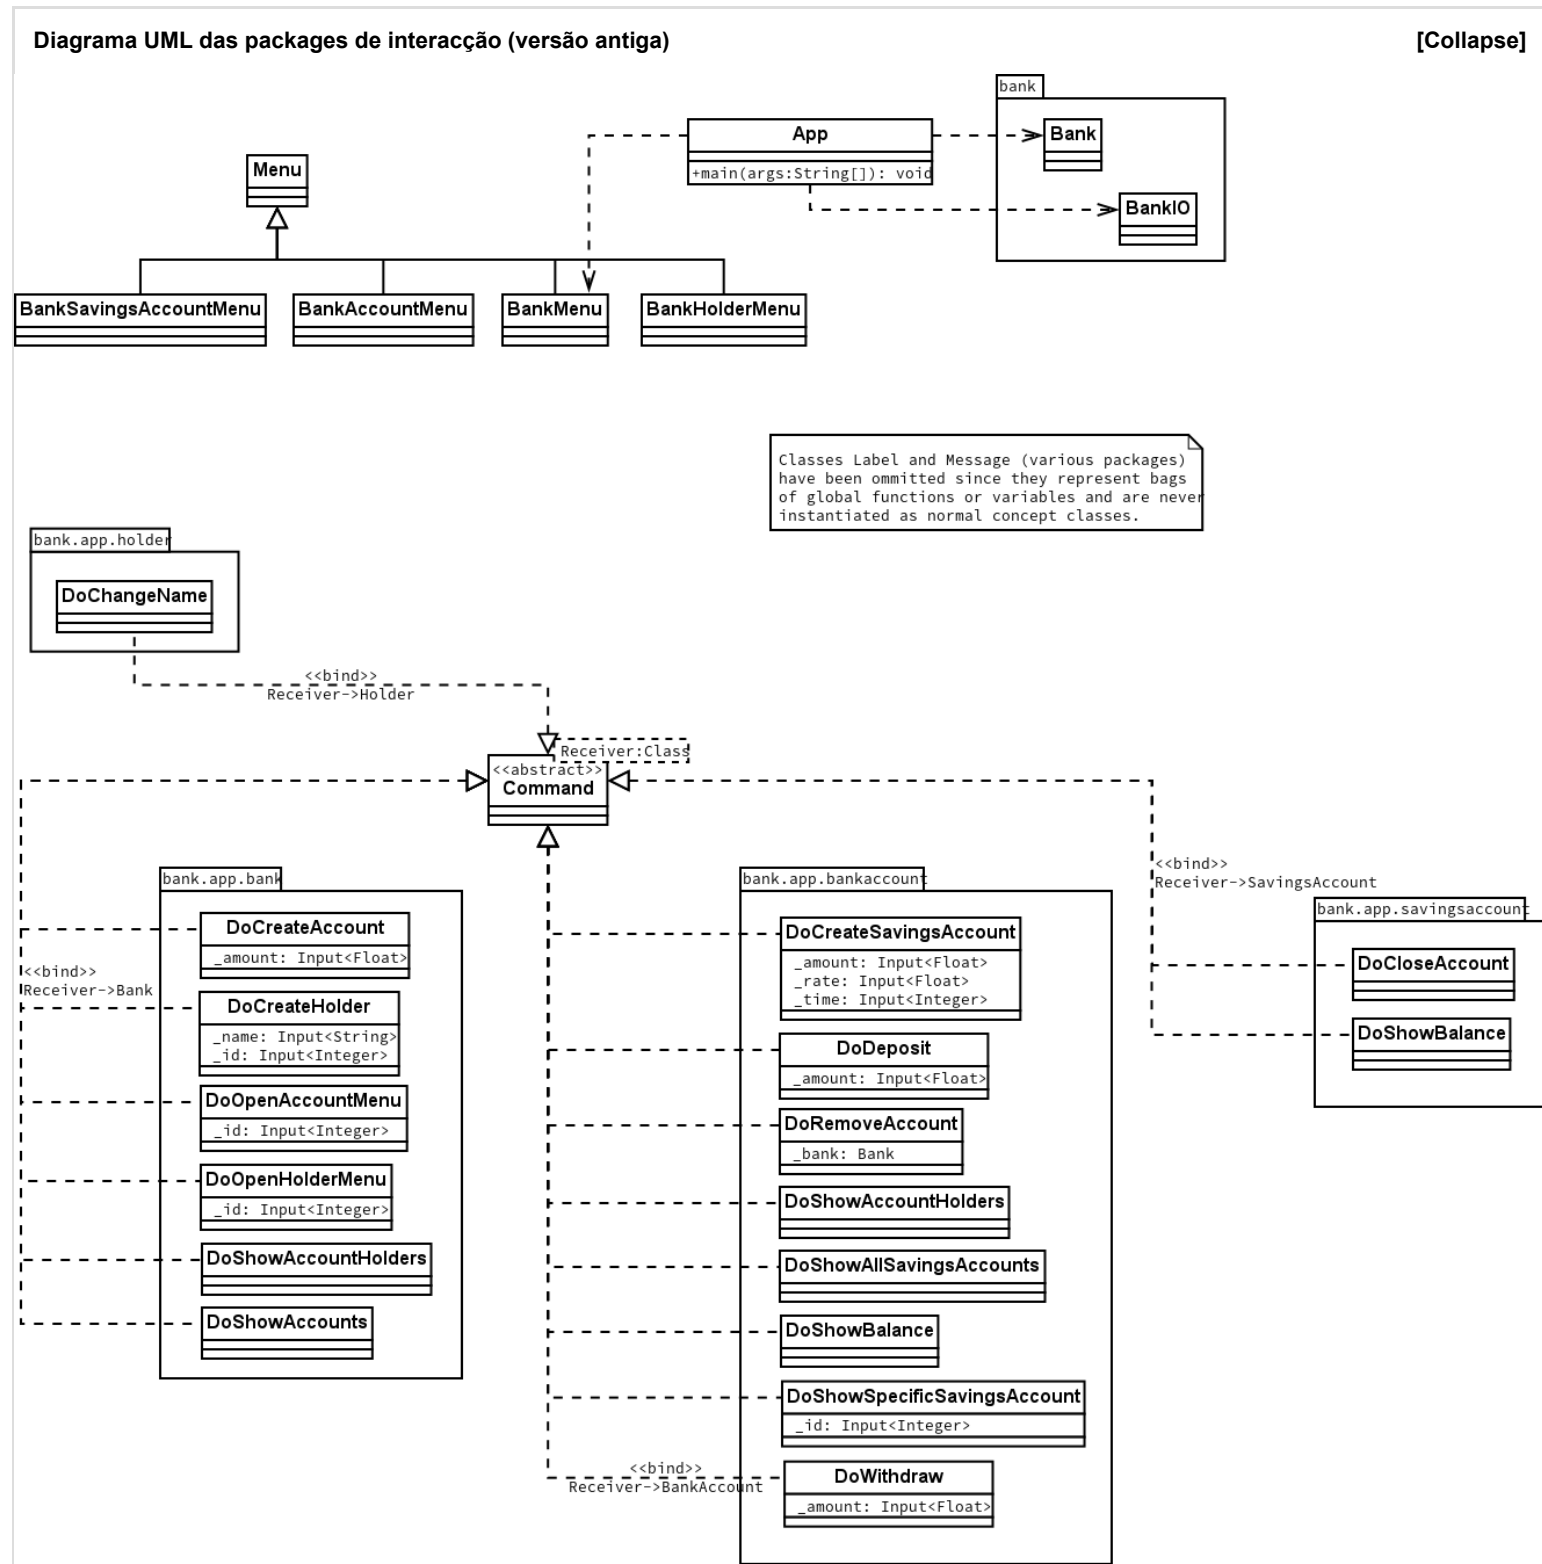 Diagrama UML das packages de interacção (versão antiga)
[Collapse]
bank
App
+main(args:String[]): void
Bank
BankIO
Menu
BankSavingsAccountMenu
BankAccountMenu
BankMenu
BankHolderMenu
Classes Label and Message (various packages)
have been ommitted since they represent bags
of global functions or variables and are never
instantiated as normal concept classes.
bank.app.holder
DoChangeName
<<bind>>
Receiver->Holder
Receiver:Class
<<abstract>>
Command
<<bind>>
Receiver->Bank
bank.app.bank
DoCreateAccount
_amount: Input<Float>
DoCreateHolder
_name: Input<String>
_id: Input<Integer>
DoOpenAccountMenu
_id: Input<Integer>
DoOpenHolderMenu
_id: Input<Integer>
DoShowAccountHolders
DoShowAccounts
bank.app.bankaccount
DoCreateSavingsAccount
_amount: Input<Float>
_rate: Input<Float>
_time: Input<Integer>
DoDeposit
_amount: Input<Float>
DoRemoveAccount
_bank: Bank
DoShowAccountHolders
DoShowAllSavingsAccounts
DoShowBalance
DoShowSpecificSavingsAccount
_id: Input<Integer>
<<bind>>
Receiver->BankAccount
DoWithdraw
_amount: Input<Float>
<<bind>>
Receiver->SavingsAccount
bank.app.savingsaccount
DoCloseAccount
DoShowBalance